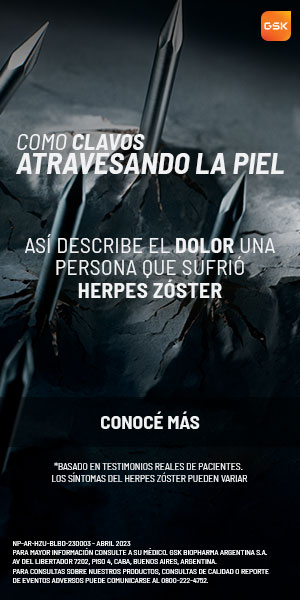 GSK
COMO CLAVOS
ATRAVESANDO LA PIEL
ASÍ DESCRIBE EL DOLOR UNA
PERSONA QUE SUFRIÓ
HERPES ZÓSTER
CONOCÉ MÁS
*BASADO EN TESTIMONIOS REALES DE PACIENTES.
LOS SÍNTOMAS DEL HERPES ZÓSTER PUEDEN VARIAR
NP-AR-HZU-BLBD-230003 - ABRIL 2023
PARA MAYOR INFORMACIÓN CONSULTE A SU MÉDICO. GSK BIOPHARMA ARGENTINA S.A.
AV DEL LIBERTADOR 7202, PISO 4, CABA, BUENOS AIRES, ARGENTINA.
PARA CONSULTAS SOBRE NUESTROS PRODUCTOS, CONSULTAS DE CALIDAD O REPORTE
DE EVENTOS ADVERSOS PUEDE COMUNICARSE AL 0800-222-4752.